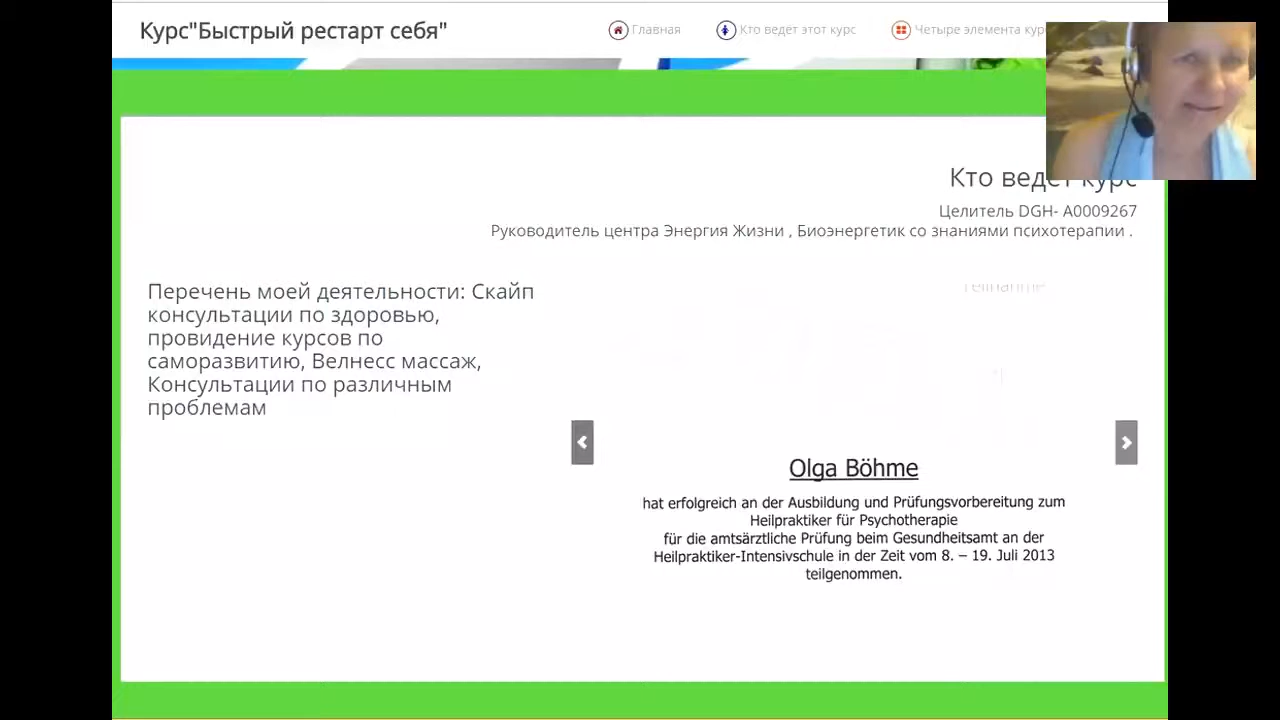 Курс"Быстрый рестарт себя"
Главная
Кто ведет этот курс
Четыре элемента
Кто ведет курс
Целитель DGH- A0009267
Руководитель центра Энергия Жизни , Биоэнергетик со знаниями психотерапии .
Перечень моей деятельности: Скайп
консультации по здоровью,
провидение курсов по
саморазвитию, Велнесс массаж,
Консультации по различным
проблемам
Olga Böhme
hat erfolgreich an der Ausbildung und Prüfungsvorbereitung zum
Heilpraktiker für Psychotherapie
für die amtsärztliche Prüfung beim Gesundheitsamt an der
Heilpraktiker-Intensivschule in der Zeit vom 8. – 19. Juli 2013
teilgenommen.